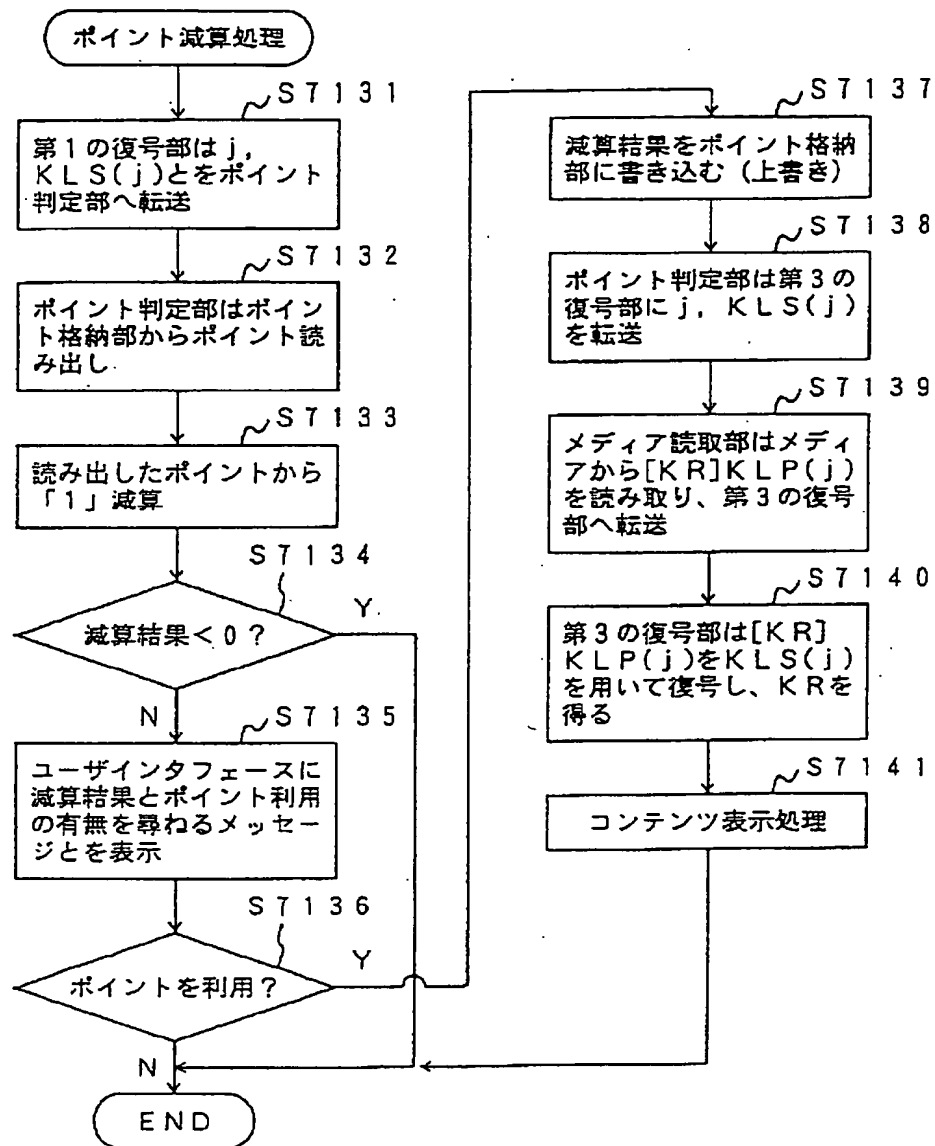 ポイント減算処理
S7131
第1の復号部はj,
KLS(j)とをポイント
判定部へ転送
S7132
ポイント判定部はポイン
ト格納部からポイント読
み出し
S7133
読み出したポイントから
「1」減算
S7134
減算結果<0?
Y
N
S7135
ユーザインタフェースに
減算結果とポイント利用
の有無を尋ねるメッセー
ジとを表示
S7136
ポイントを利用?
Y
N
END
S7137
減算結果をポイント格納
部に書き込む(上書き)
S7138
ポイント判定部は第3の
復号部にj, KLS(j)
を転送
S7139
メディア読取部はメディ
アから[KR]KLP(j)
を読み取り、第3の復号
部へ転送
S7140
第3の復号部は[KR]
KLP(j)をKLS(j)
を用いて復号し、KRを
得る
S7141
コンテンツ表示処理